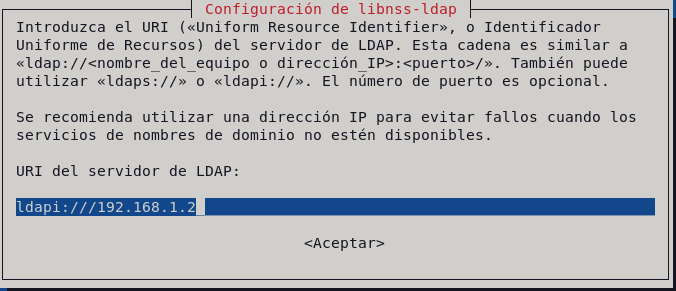 Configuración de libnss-ldap
Introduzca el URI («Uniform Resource Identifier», o Identificador
Uniforme de Recursos) del servidor de LDAP. Esta cadena es similar a
«ldap://<nombre_del_equipo o dirección_IP>:<puerto>/». También puede
utilizar «ldaps://» o «ldapi://». El número de puerto es opcional.
Se recomienda utilizar una dirección IP para evitar fallos cuando los
servicios de nombres de dominio no estén disponibles.
URI del servidor de LDAP:
ldapi:///192.168.1.2
<Aceptar>